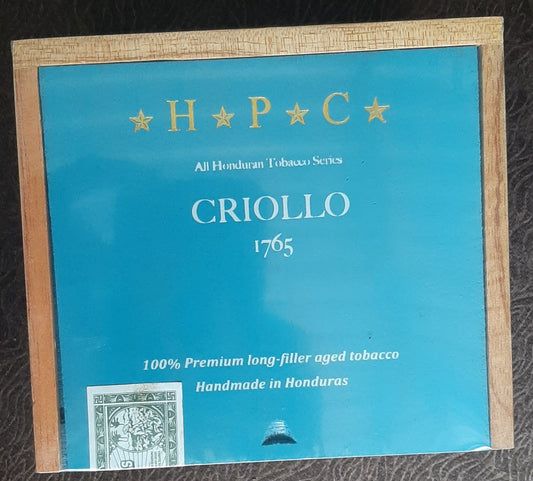 ★ H ★ P ★ C ★
All Honduran Tobacco Series
CRIOLLO
1765
100% Premium long-filler aged tobacco
Handmade in Honduras